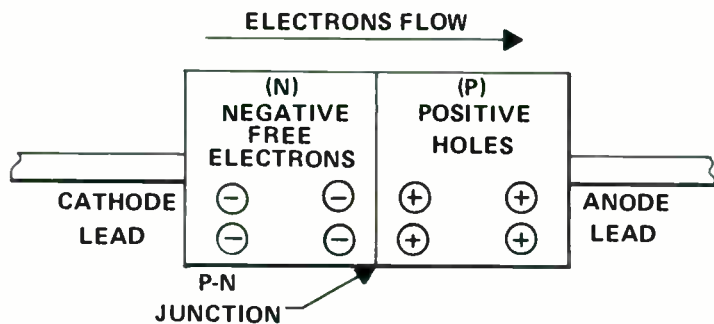 ELECTRONS FLOW
(N)
NEGATIVE
FREE
ELECTRONS
(P)
POSITIVE
HOLES
CATHODE
LEAD
− −
− −
+ +
+ +
ANODE
LEAD
P-N
JUNCTION